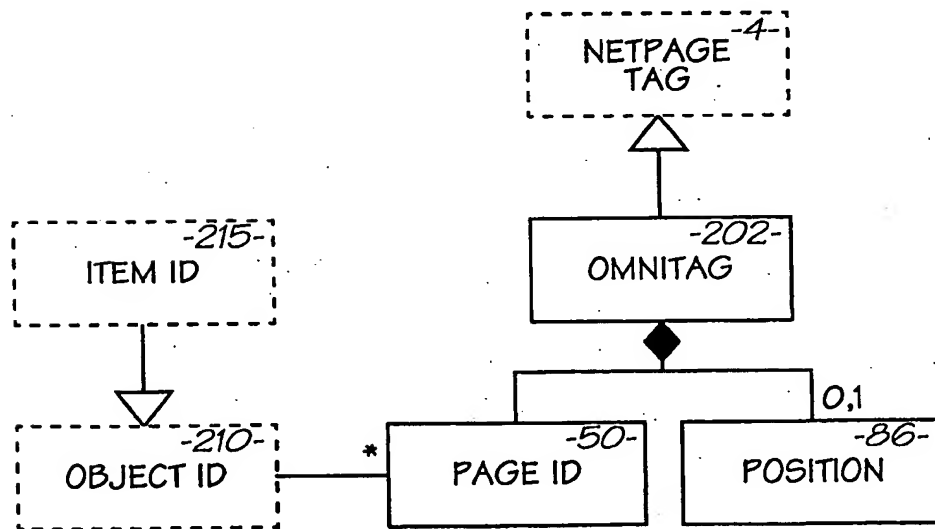 -4-
NETPAGE
TAG
-215-
ITEM ID
-202-
OMNITAG
0,1
-210-
OBJECT ID
*
-50-
PAGE ID
-86-
POSITION